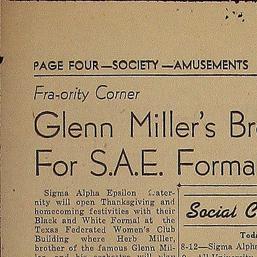 PAGE FOUR—SOCIETY—AMUSEMENTS
Fra-ority Corner
Glenn Miller's Br
For S.A.E. Forma
Sigma Alpha Epsilon
nity will open Thanksgiving and
homecoming festivities with their
Black and White Formal at the
Texas Federated Women's Club
Building where Herb Miller,
brother of the famous Glenn Mil-
Social C
Toda
8-12—Sigma Alph